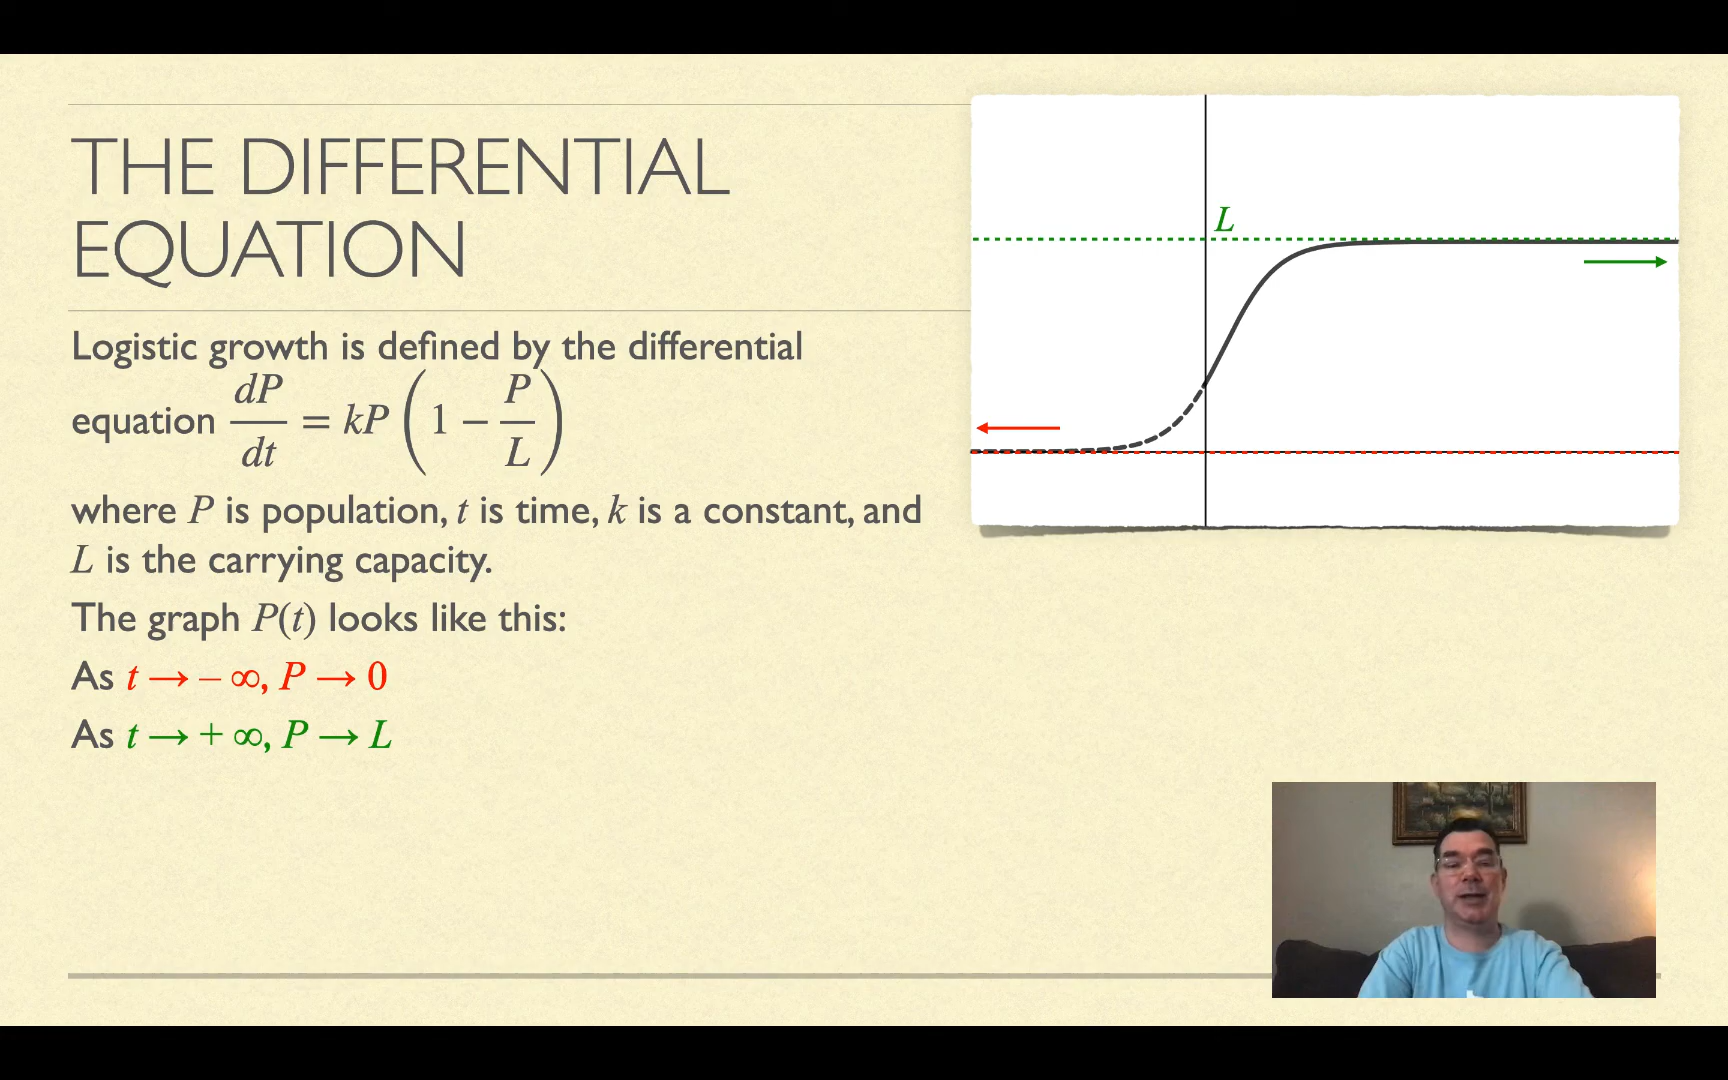 THE DIFFERENTIAL
EQUATION
Logistic growth is defined by the differential
equation dP/dt = kP(1 − P/L)
where P is population, t is time, k is a constant, and
L is the carrying capacity.
The graph P(t) looks like this:
As t → − ∞, P → 0
As t → + ∞, P → L
L